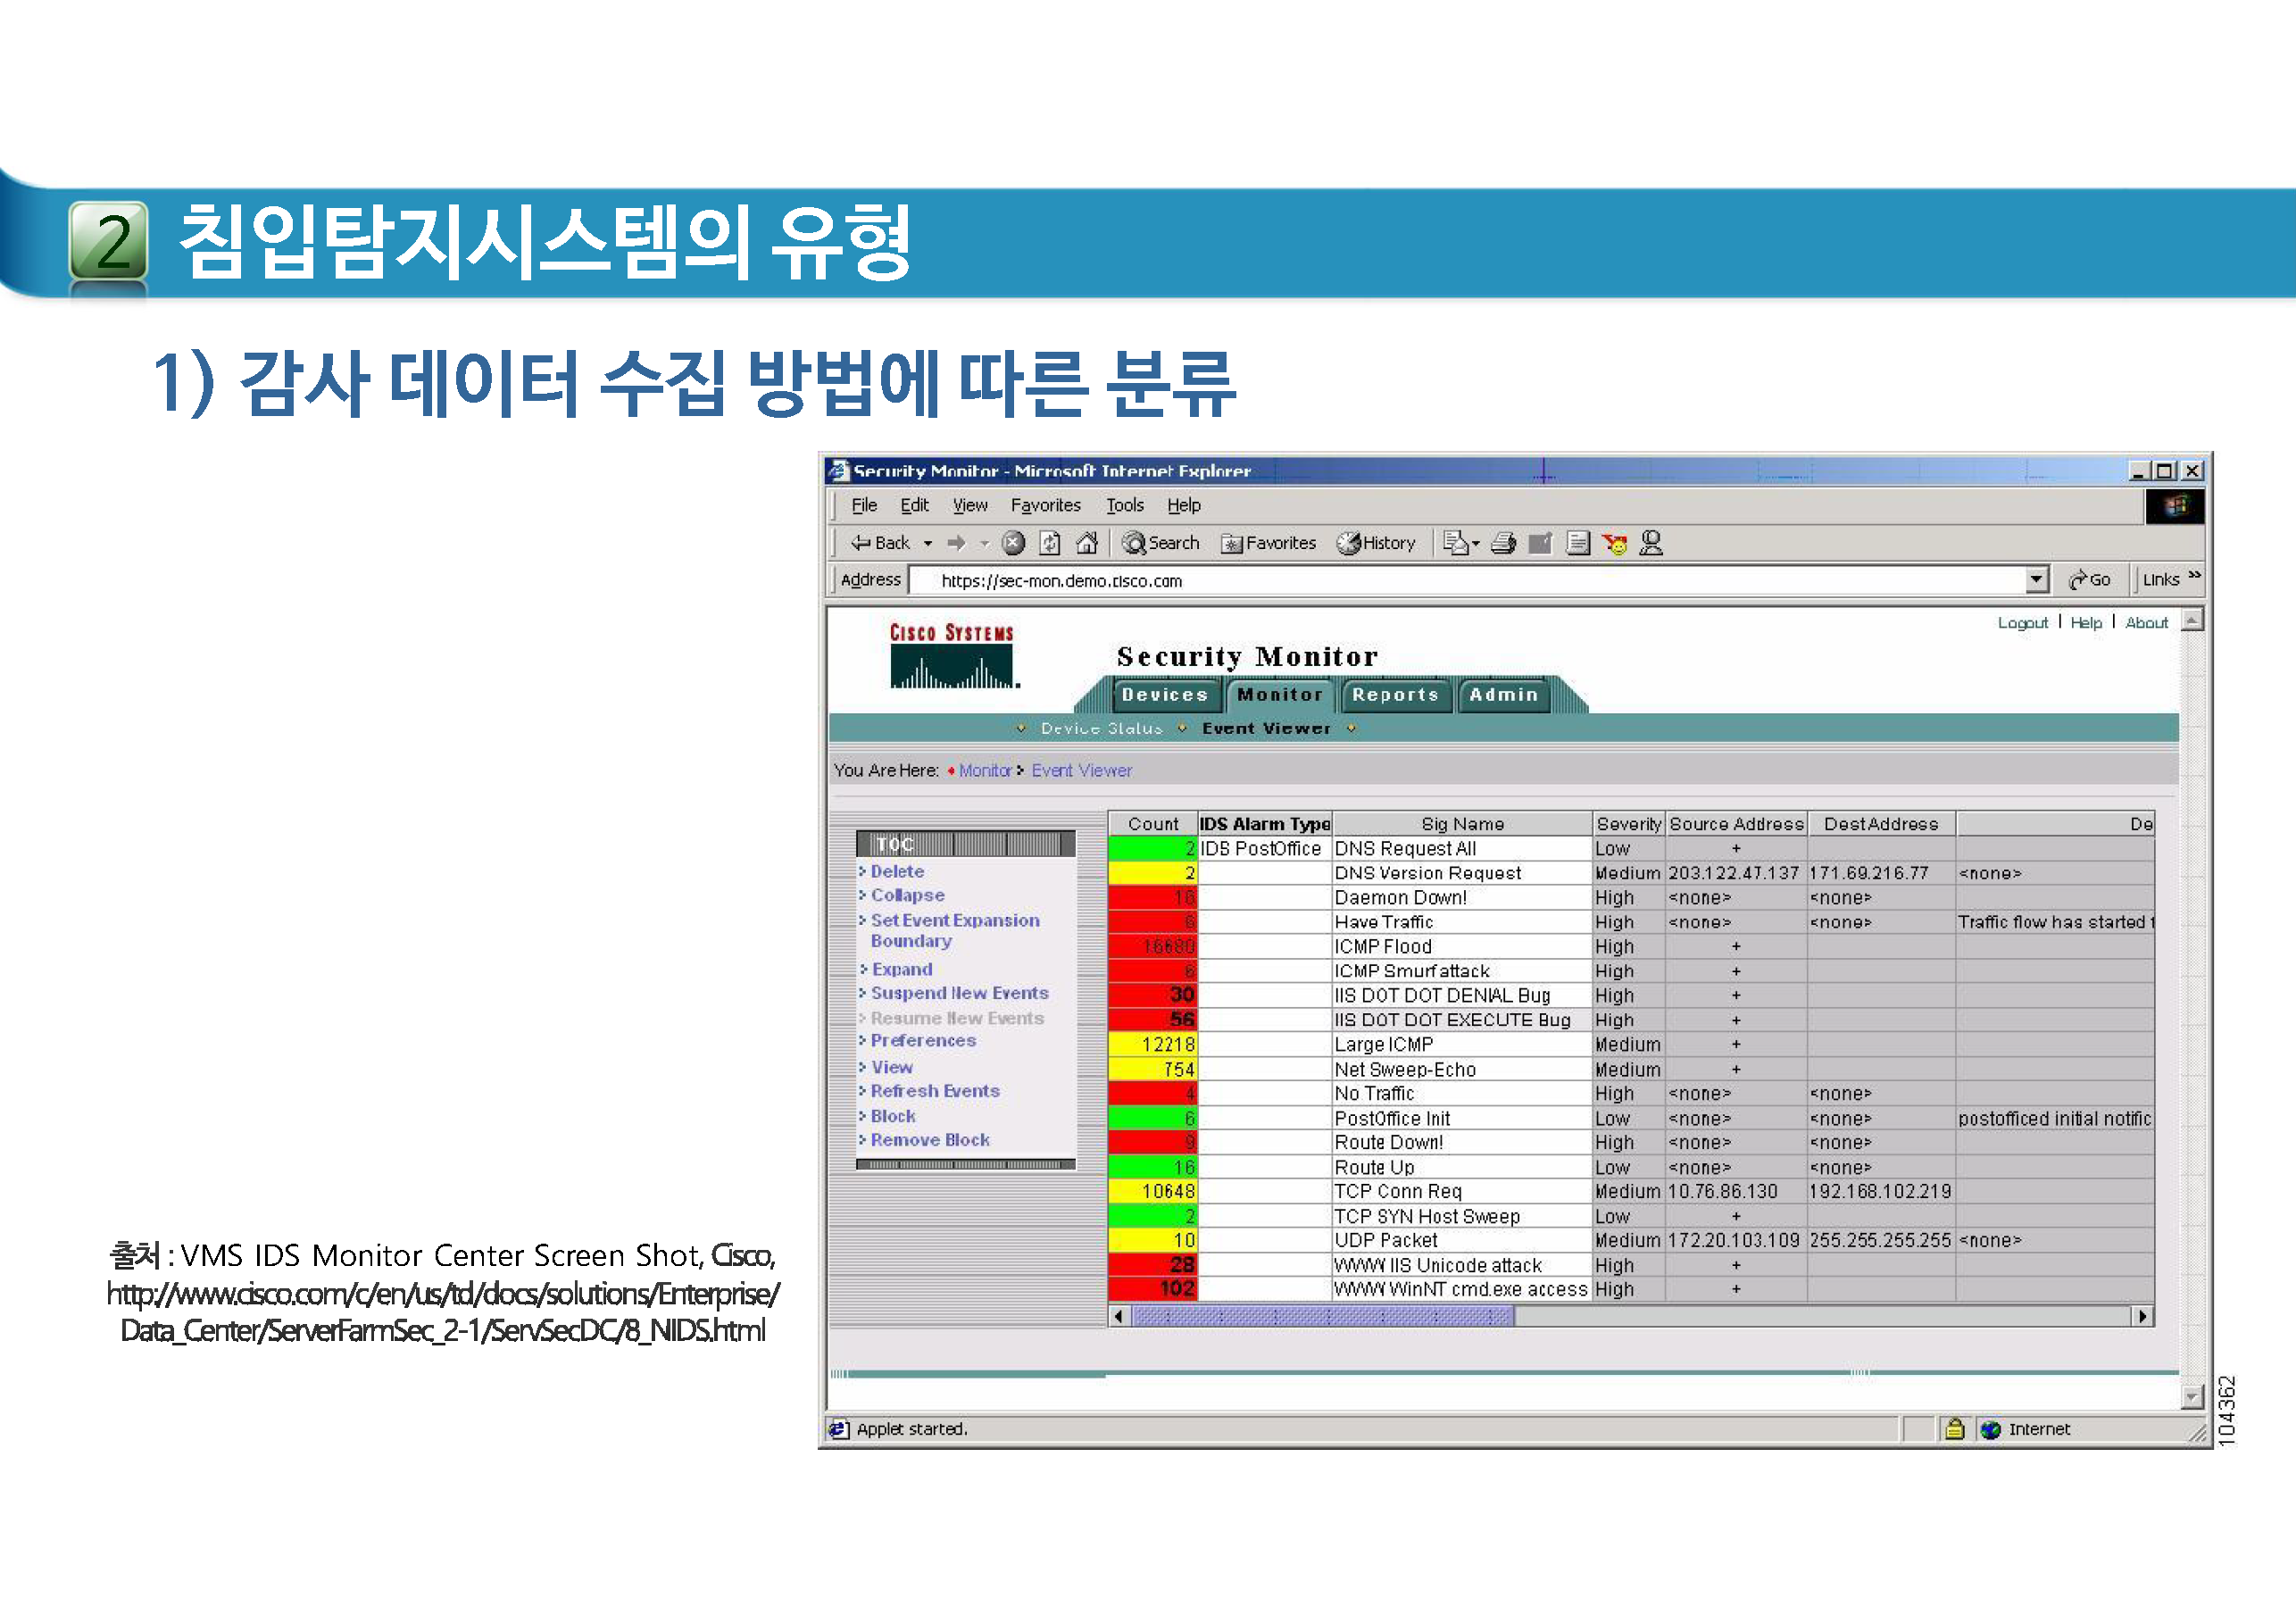 2 침입탐지시스템의 유형
1) 감사 데이터 수집 방법에 따른 분류
Security Monitor - Microsoft Internet Explorer
File Edit View Favorites Tools Help
Back Search Favorites History
Address https://sec-mon.demo.cisco.com Go Links »
Logout | Help | About
CISCO SYSTEMS
Security Monitor
Devices Monitor Reports Admin
Device Status Event Viewer
You Are Here: Monitor > Event Viewer
TOC
Delete
Collapse
Set Event Expansion
Boundary
Expand
Suspend New Events
Resume New Events
Preferences
View
Refresh Events
Block
Remove Block
Count IDS Alarm Type Sig Name Severity Source Address Dest Address De
2 IDS PostOffice DNS Request All Low +
2 DNS Version Request Medium 203.122.47.137 171.69.216.77 <none>
16 Daemon Down! High <none> <none>
6 Have Traffic High <none> <none> Traffic flow has started
16680 ICMP Flood High +
6 ICMP Smurf attack High +
30 IIS DOT DOT DENIAL Bug High +
56 IIS DOT DOT EXECUTE Bug High +
12218 Large ICMP Medium +
754 Net Sweep-Echo Medium +
4 No Traffic High <none> <none>
6 PostOffice Init Low <none> <none> postofficed initial notific
9 Route Down! High <none> <none>
16 Route Up Low <none> <none>
10648 TCP Conn Req Medium 10.76.86.130 192.168.102.219
2 TCP SYN Host Sweep Low +
10 UDP Packet Medium 172.20.103.109 255.255.255.255 <none>
28 WWW IIS Unicode attack High +
102 WWW WinNT cmd.exe access High +
Applet started. Internet
104362
출처 : VMS IDS Monitor Center Screen Shot, Cisco,
http://www.cisco.com/c/en/us/td/docs/solutions/Enterprise/
Data_Center/ServerFarmSec_2-1/ServSecDC/8_NIDS.html